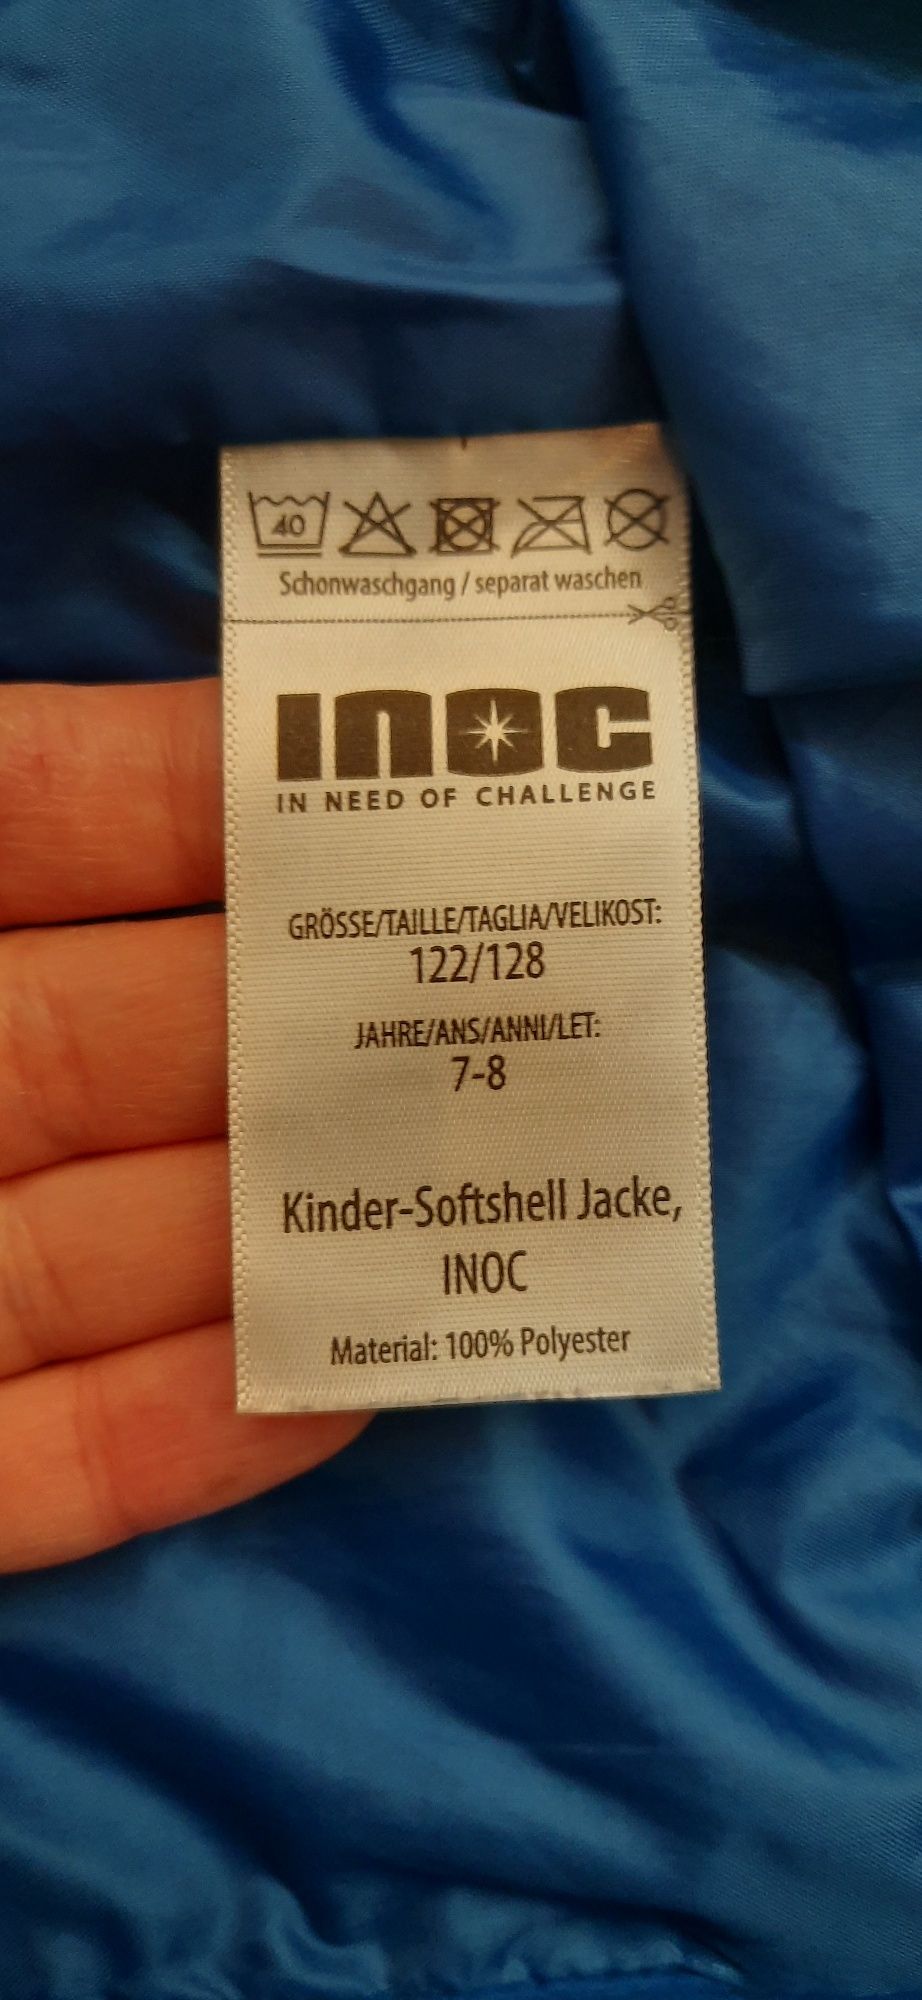 40
Schonwaschgang / separat waschen
INOC
IN NEED OF CHALLENGE
GRÖSSE/TAILLE/TAGLIA/VELIKOST:
122/128
JAHRE/ANS/ANNI/LET:
7-8
Kinder-Softshell Jacke,
INOC
Material: 100% Polyester